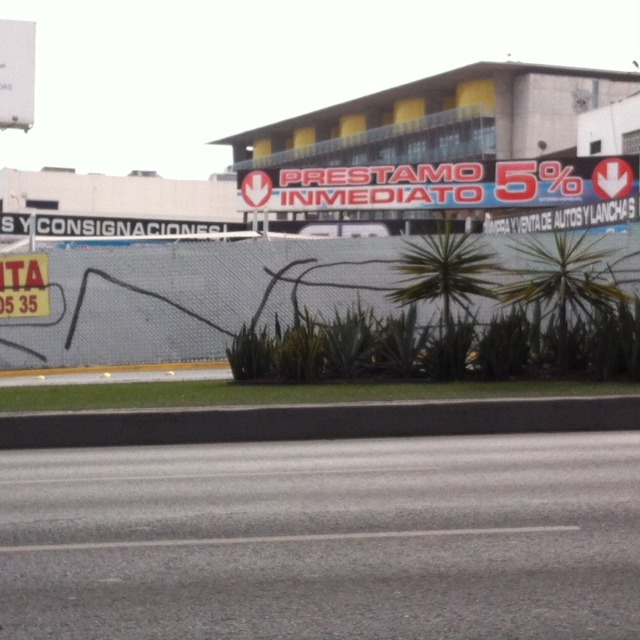 PRESTAMO 5%
INMEDIATO
S Y CONSIGNACIONES
Y VENTA DE AUTOS Y LANCHAS
NTA
05 35